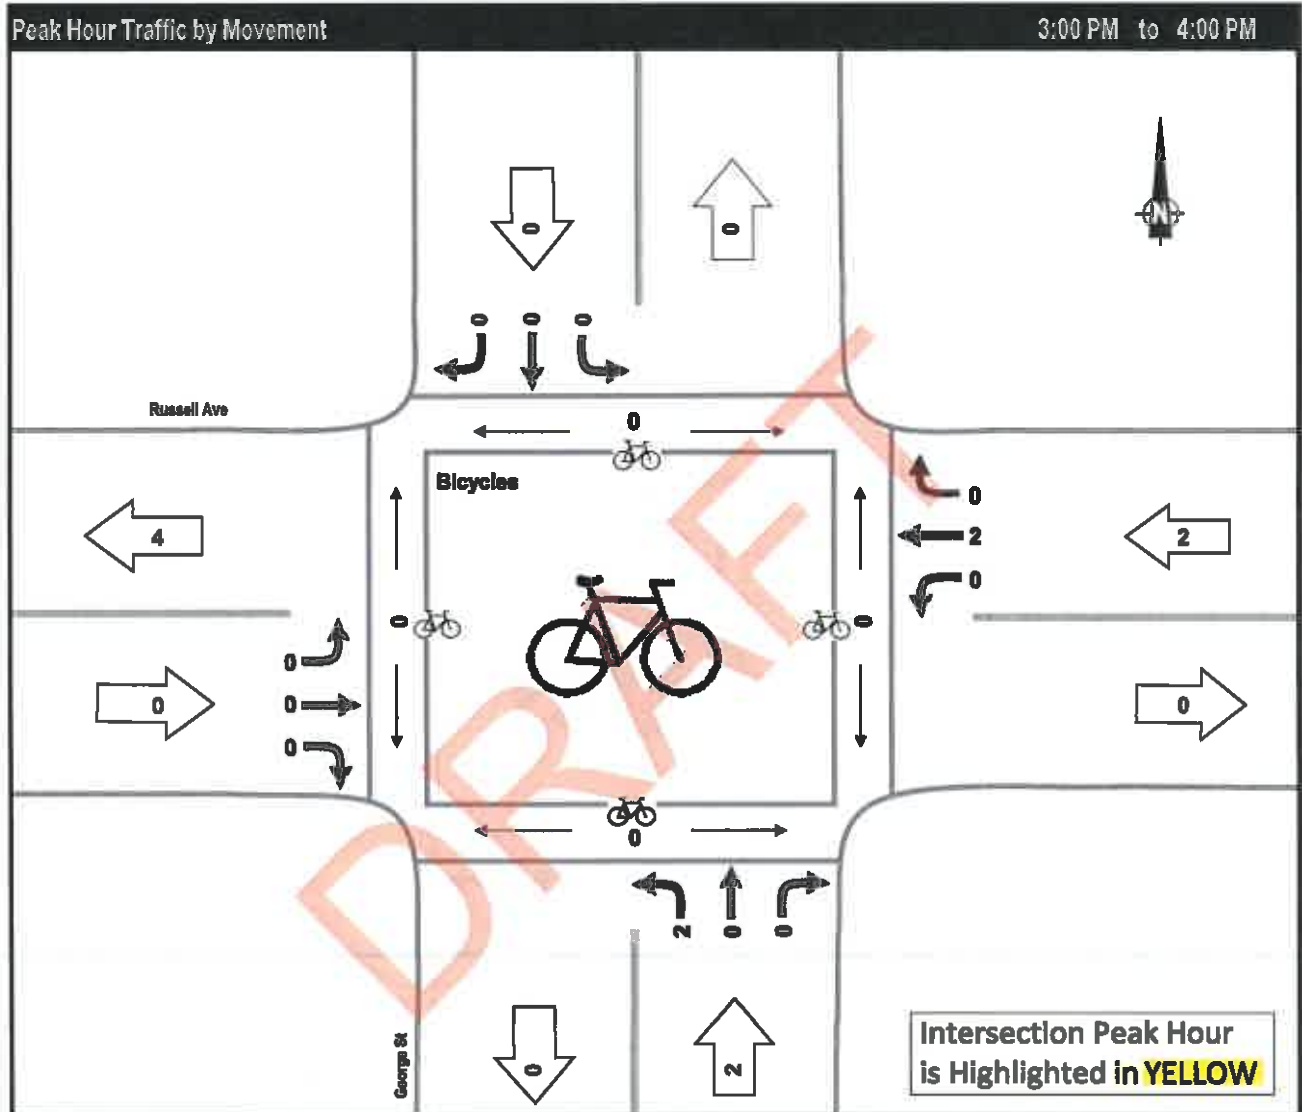 Peak Hour Traffic by Movement 3:00 PM to 4:00 PM
0 0
0 0 0
N
Russell Ave
0
Bicycles
0
4 2 2
0
0 0
0
0 0 0
0
0
2 0 0
DRAFT
George St
0 2
Intersection Peak Hour
is Highlighted in YELLOW